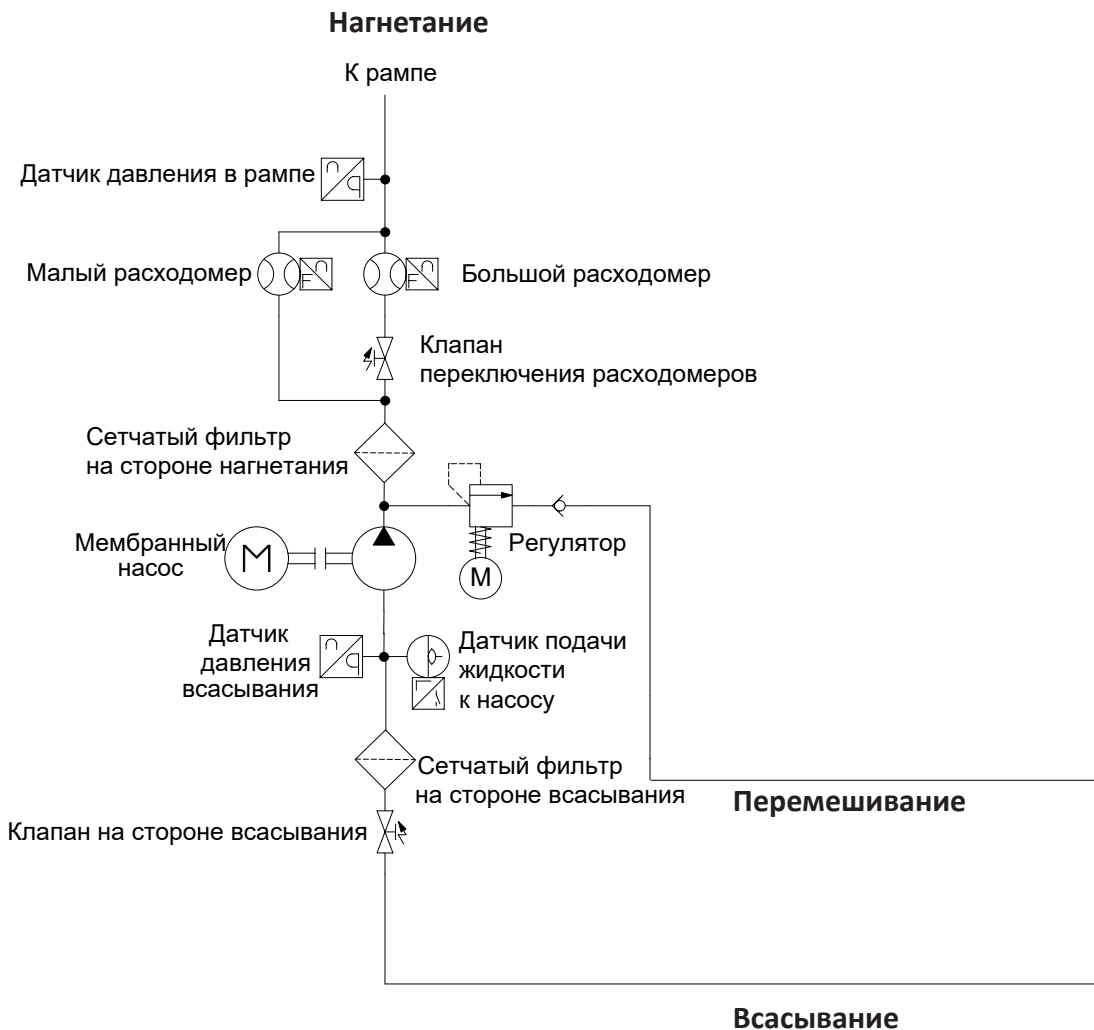 Нагнетание
К рампе
Датчик давления в рампе
Малый расходомер
Большой расходомер
Клапан
переключения расходомеров
Сетчатый фильтр
на стороне нагнетания
Мембранный
насос
M
Регулятор
M
Датчик
давления
всасывания
Датчик подачи
жидкости
к насосу
Сетчатый фильтр
на стороне всасывания
Перемешивание
Клапан на стороне всасывания
Всасывание